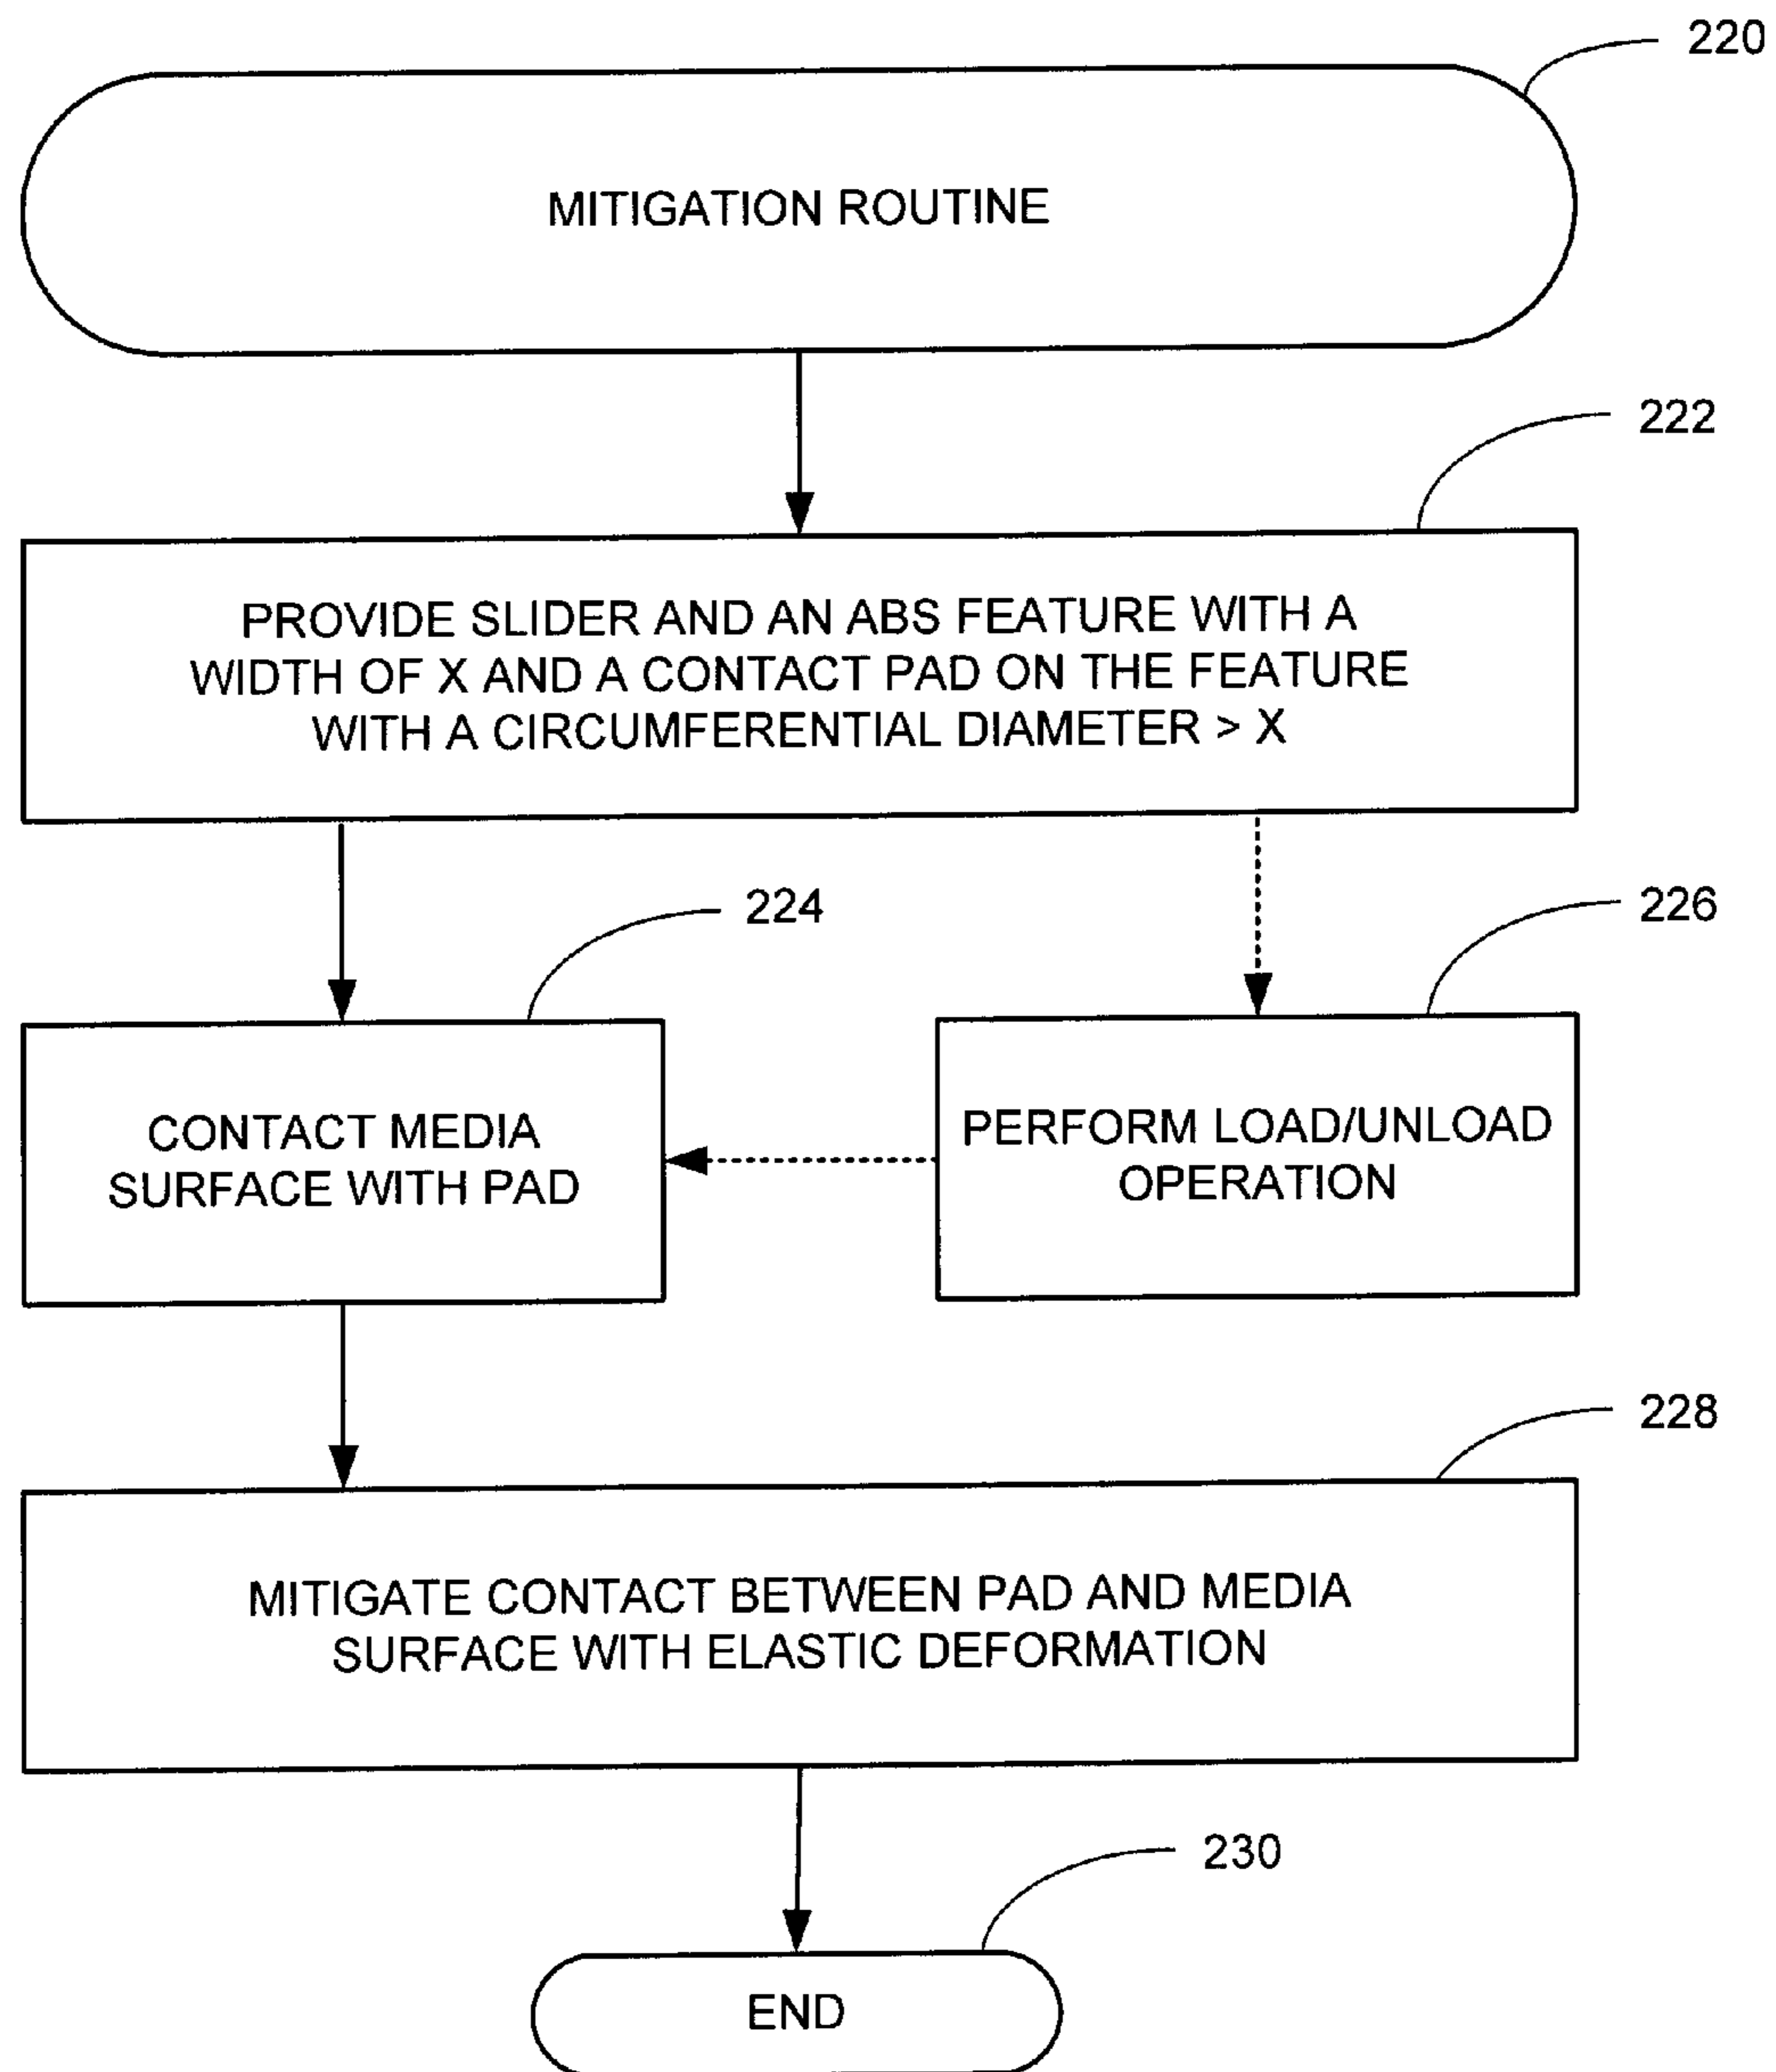 220
MITIGATION ROUTINE
222
PROVIDE SLIDER AND AN ABS FEATURE WITH A
WIDTH OF X AND A CONTACT PAD ON THE FEATURE
WITH A CIRCUMFERENTIAL DIAMETER > X
224
226
CONTACT MEDIA
SURFACE WITH PAD
PERFORM LOAD/UNLOAD
OPERATION
228
MITIGATE CONTACT BETWEEN PAD AND MEDIA
SURFACE WITH ELASTIC DEFORMATION
230
END